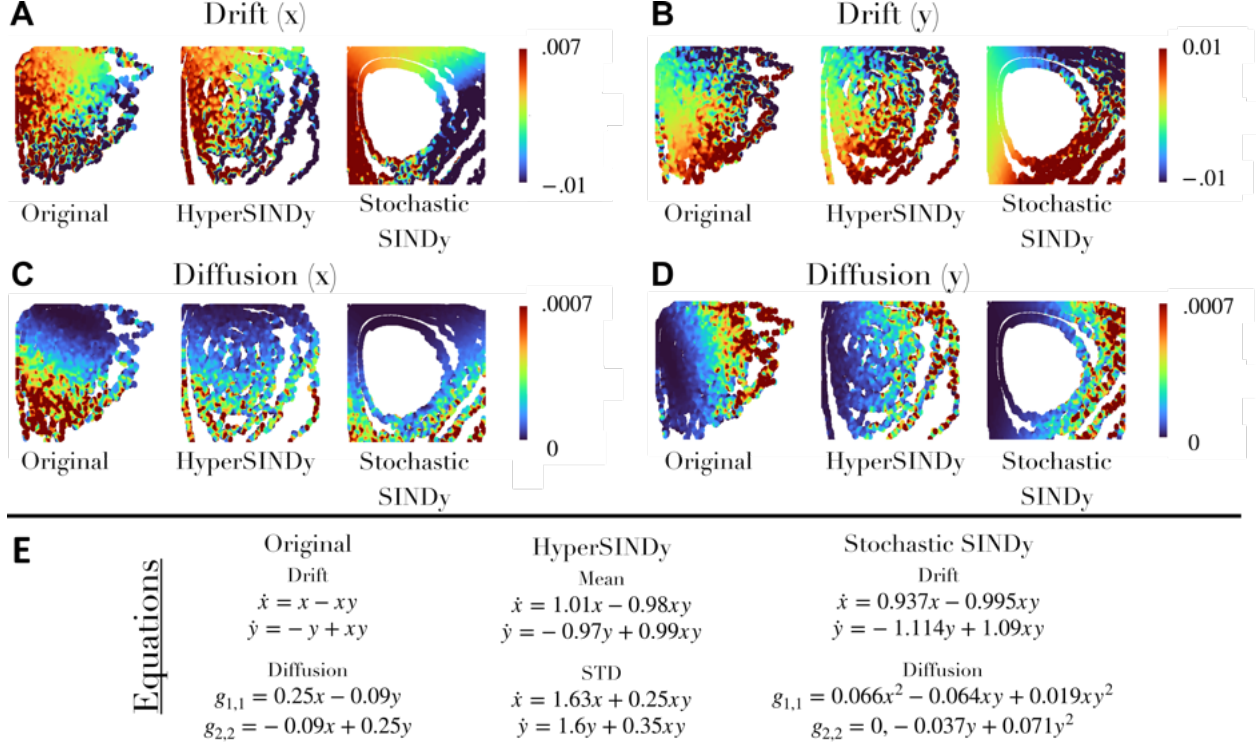 A Drift (x)
.007
−.01
Original HyperSINDy Stochastic SINDy
B Drift (y)
0.01
−.01
Original HyperSINDy Stochastic SINDy
C Diffusion (x)
.0007
0
Original HyperSINDy Stochastic SINDy
D Diffusion (y)
.0007
0
Original HyperSINDy Stochastic SINDy
E
Equations
Original
Drift
ẋ = x − xy
ẏ = − y + xy
Diffusion
g₁,₁ = 0.25x − 0.09y
g₂,₂ = − 0.09x + 0.25y
HyperSINDy
Mean
ẋ = 1.01x − 0.98xy
ẏ = − 0.97y + 0.99xy
STD
ẋ = 1.63x + 0.25xy
ẏ = 1.6y + 0.35xy
Stochastic SINDy
Drift
ẋ = 0.937x − 0.995xy
ẏ = − 1.114y + 1.09xy
Diffusion
g₁,₁ = 0.066x² − 0.064xy + 0.019xy²
g₂,₂ = 0, − 0.037y + 0.071y²